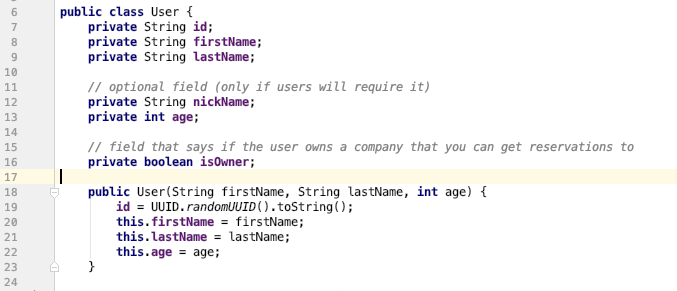 6 public class User {
7 private String id;
8 private String firstName;
9 private String lastName;
10
11 // optional field (only if users will require it)
12 private String nickName;
13 private int age;
14
15 // field that says if the user owns a company that you can get reservations to
16 private boolean isOwner;
17
18 public User(String firstName, String lastName, int age) {
19 id = UUID.randomUUID().toString();
20 this.firstName = firstName;
21 this.lastName = lastName;
22 this.age = age;
23 }
24